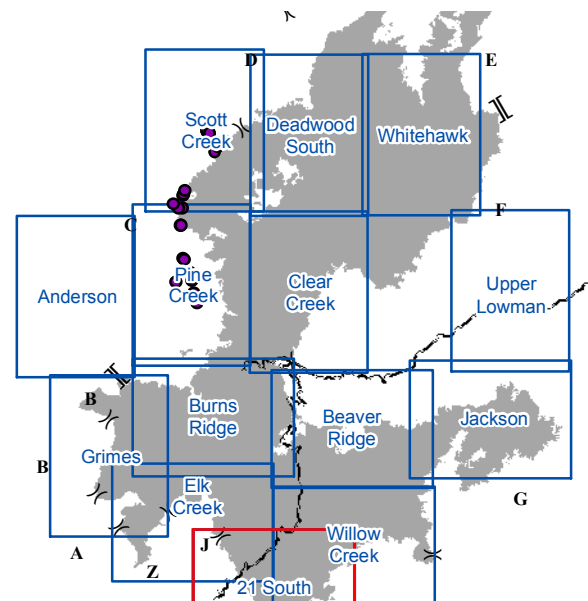 D
E
Scott
Creek
Deadwood
South
Whitehawk
C
F
Anderson
Pine
Creek
Clear
Creek
Upper
Lowman
B
Burns
Ridge
Beaver
Ridge
Jackson
B
Grimes
Elk
Creek
G
A
J
Willow
Creek
Z
21 South